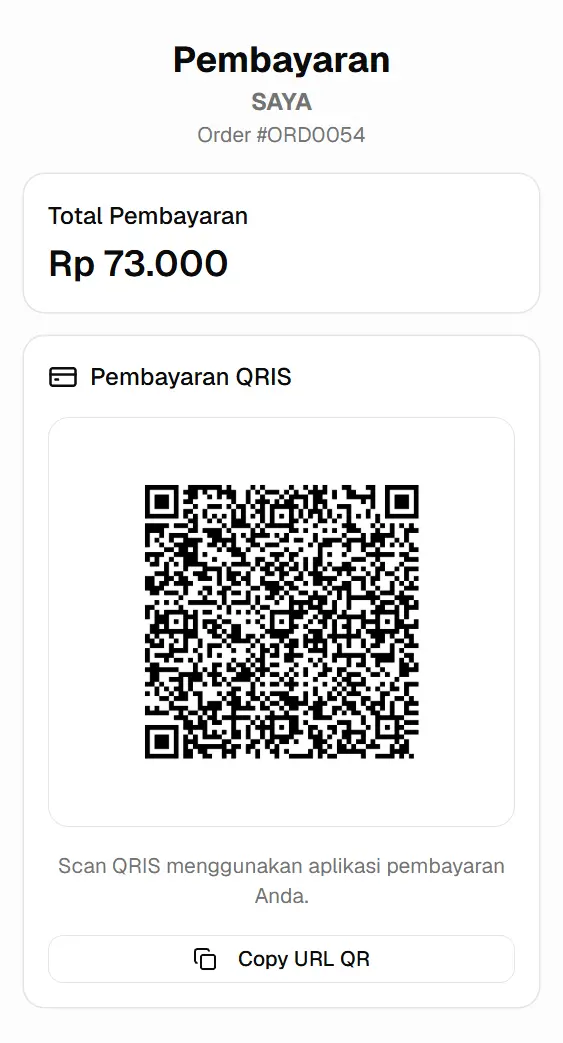 Pembayaran
SAYA
Order #ORD0054
Total Pembayaran
Rp 73.000
Pembayaran QRIS
Scan QRIS menggunakan aplikasi pembayaran
Anda.
Copy URL QR